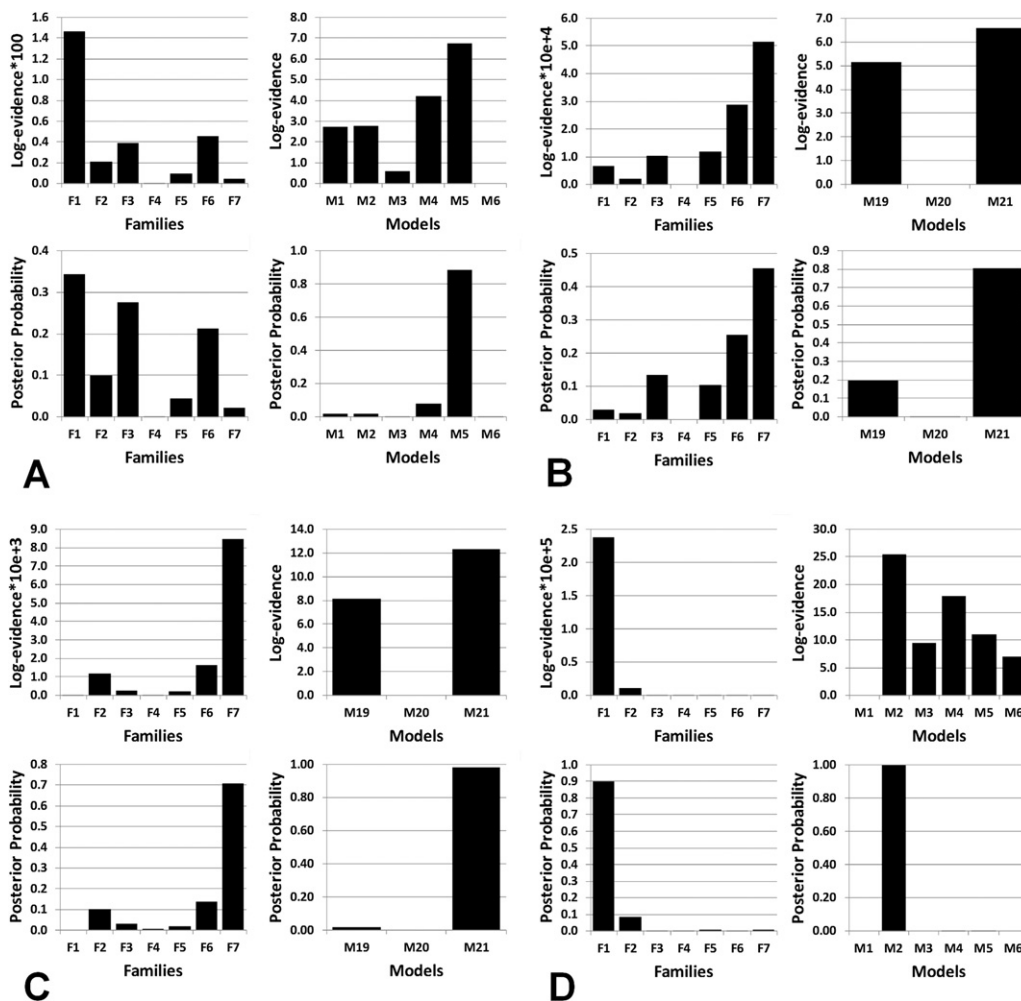 Log-evidence*100
1.6
1.4
1.2
1.0
0.8
0.6
0.4
0.2
0.0
F1 F2 F3 F4 F5 F6 F7
Families
Log-evidence
8.0
7.0
6.0
5.0
4.0
3.0
2.0
1.0
0.0
M1 M2 M3 M4 M5 M6
Models
Posterior Probability
0.4
0.3
0.2
0.1
0.0
F1 F2 F3 F4 F5 F6 F7
Families
Posterior Probability
1.0
0.8
0.6
0.4
0.2
0.0
M1 M2 M3 M4 M5 M6
Models
A
Log-evidence*10e+4
6.0
5.0
4.0
3.0
2.0
1.0
0.0
F1 F2 F3 F4 F5 F6 F7
Families
Log-evidence
7.0
6.0
5.0
4.0
3.0
2.0
1.0
0.0
M19 M20 M21
Models
Posterior Probability
0.5
0.4
0.3
0.2
0.1
0.0
F1 F2 F3 F4 F5 F6 F7
Families
Posterior Probability
0.9
0.8
0.7
0.6
0.5
0.4
0.3
0.2
0.1
0.0
M19 M20 M21
Models
B
Log-evidence*10e+3
9.0
8.0
7.0
6.0
5.0
4.0
3.0
2.0
1.0
0.0
F1 F2 F3 F4 F5 F6 F7
Families
Log-evidence
14.0
12.0
10.0
8.0
6.0
4.0
2.0
0.0
M19 M20 M21
Models
Posterior Probability
0.8
0.7
0.6
0.5
0.4
0.3
0.2
0.1
0.0
F1 F2 F3 F4 F5 F6 F7
Families
Posterior Probability
1.00
0.80
0.60
0.40
0.20
0.00
M19 M20 M21
Models
C
Log-evidence*10e+5
2.5
2.0
1.5
1.0
0.5
0.0
F1 F2 F3 F4 F5 F6 F7
Families
Log-evidence
30.0
25.0
20.0
15.0
10.0
5.0
0.0
M1 M2 M3 M4 M5 M6
Models
Posterior Probability
1.0
0.9
0.8
0.7
0.6
0.5
0.4
0.3
0.2
0.1
0.0
F1 F2 F3 F4 F5 F6 F7
Families
Posterior Probability
1.00
0.80
0.60
0.40
0.20
0.00
M1 M2 M3 M4 M5 M6
Models
D